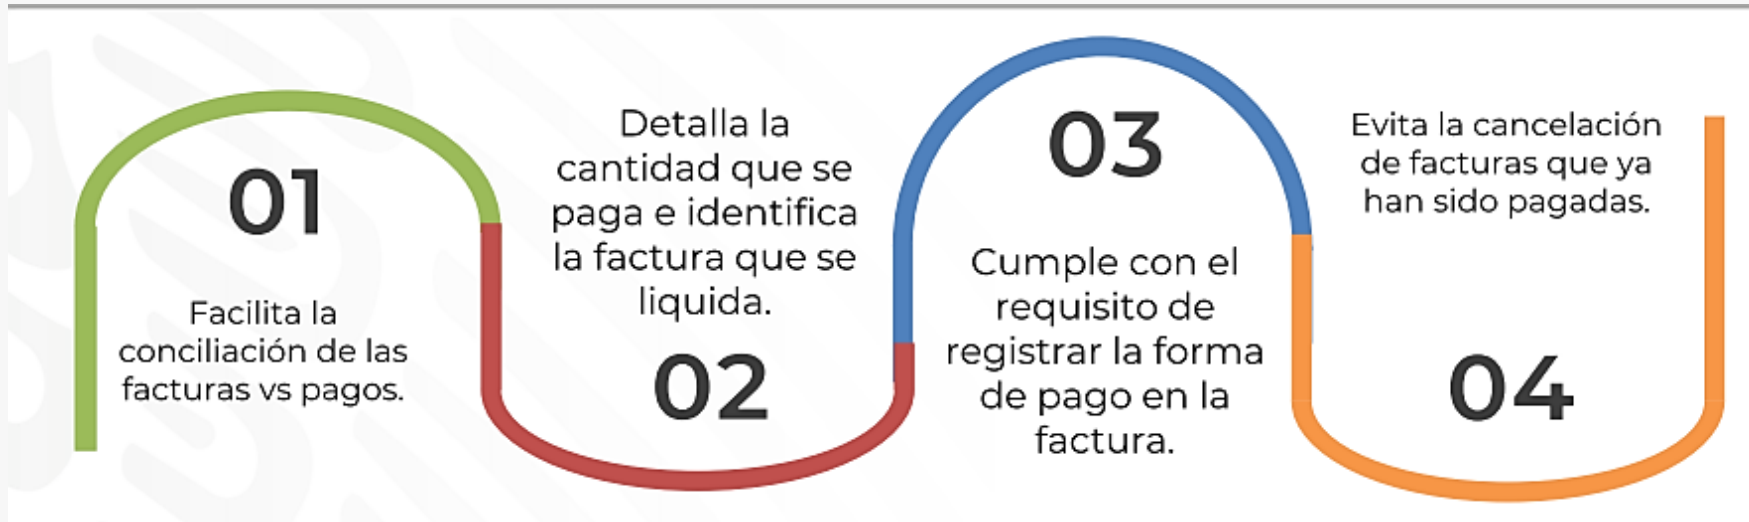 01
Facilita la
conciliación de las
facturas vs pagos.
Detalla la
cantidad que se
paga e identifica
la factura que se
liquida.
02
03
Cumple con el
requisito de
registrar la forma
de pago en la
factura.
Evita la cancelación
de facturas que ya
han sido pagadas.
04